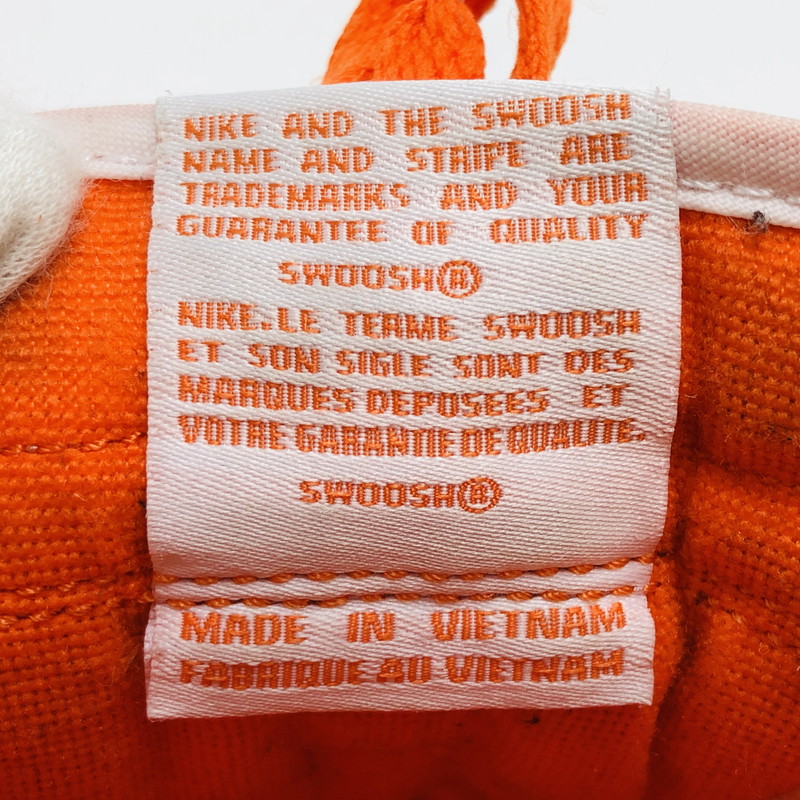 NIKE AND THE SWOOSH
NAME AND STRIPE ARE
TRADEMARKS AND YOUR
GUARANTEE OF QUALITY
SWOOSH®
NIKE.LE TERME SWOOSH
ET SON SIGLE SONT DES
MARQUES DEPOSEES ET
VOTRE GARANTIE DE QUALITE.
SWOOSH®
MADE IN VIETNAM
FABRIQUE AU VIETNAM